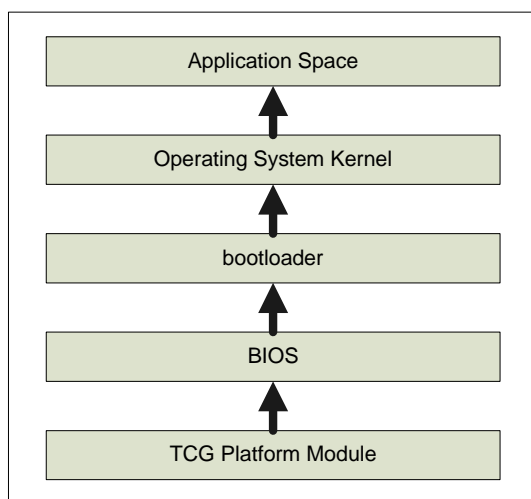 Application Space
Operating System Kernel
bootloader
BIOS
TCG Platform Module